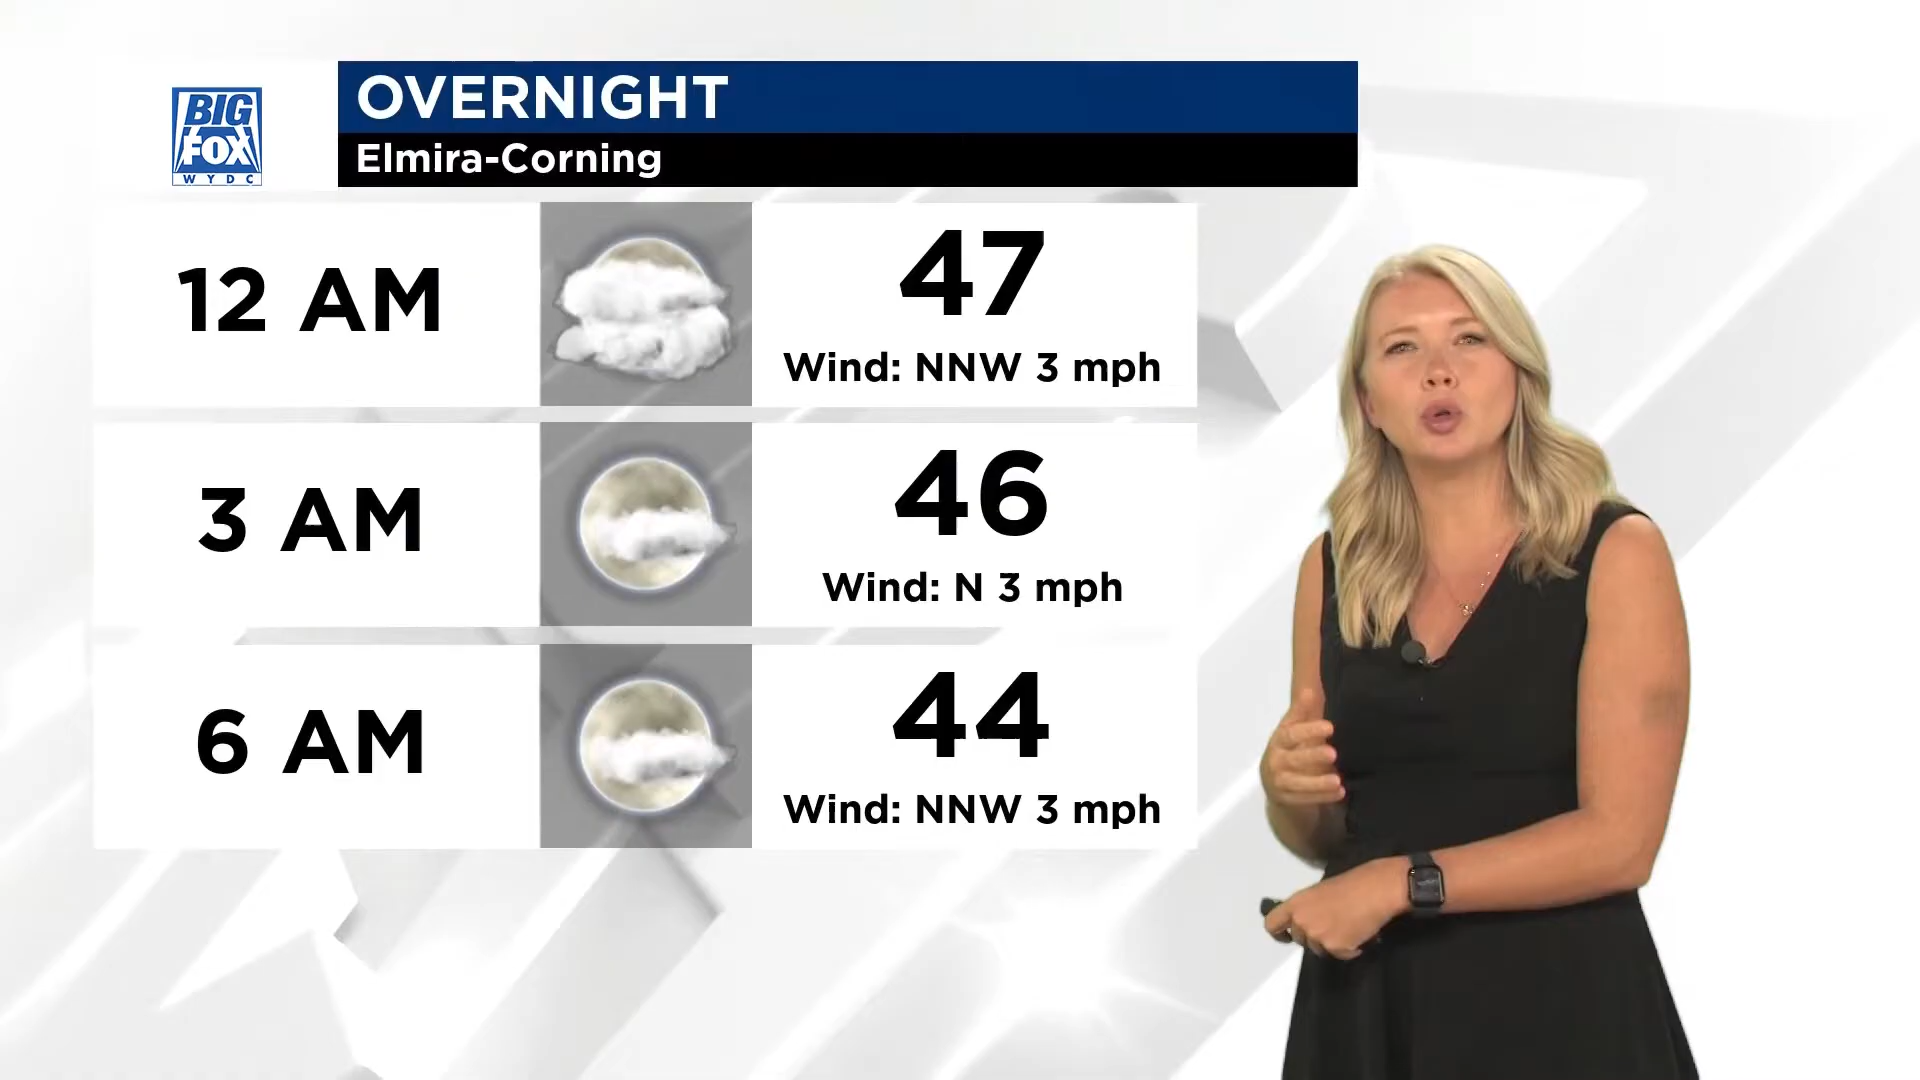 BIG
FOX
WYDC
OVERNIGHT
Elmira-Corning
12 AM
47
Wind: NNW 3 mph
3 AM
46
Wind: N 3 mph
6 AM
44
Wind: NNW 3 mph